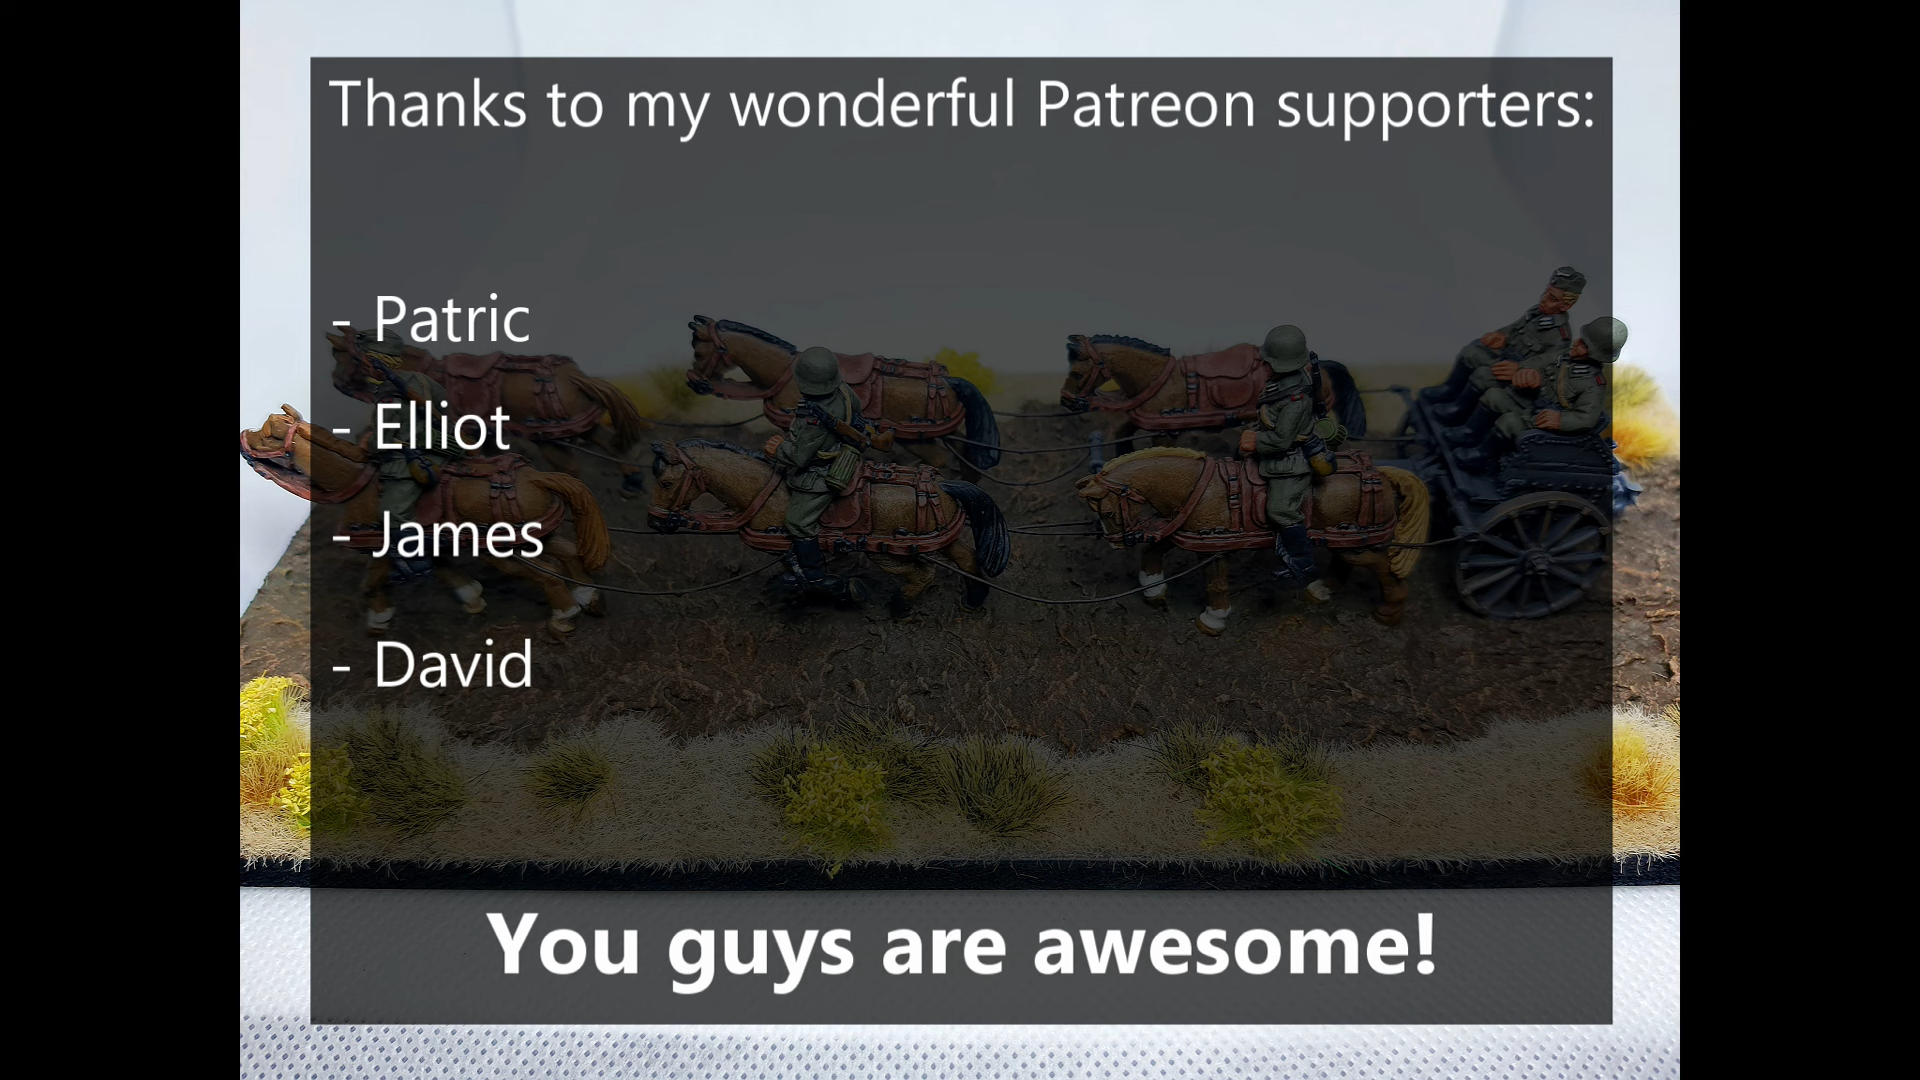 Thanks to my wonderful Patreon supporters:
- Patric
- Elliot
- James
- David
You guys are awesome!